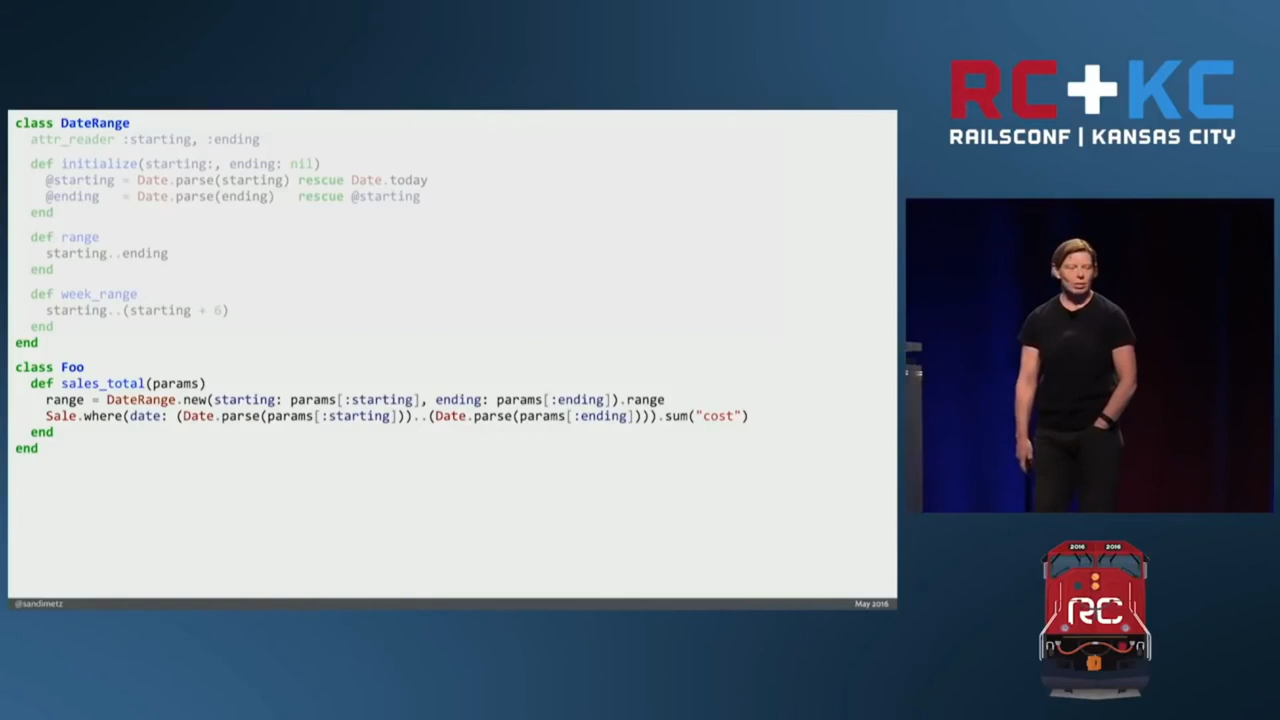 RC+KC
RAILSCONF | KANSAS CITY
class DateRange
  attr_reader :starting, :ending
  def initialize(starting:, ending: nil)
    @starting = Date.parse(starting) rescue Date.today
    @ending   = Date.parse(ending)   rescue @starting
  end
  def range
    starting..ending
  end
  def week_range
    starting..(starting + 6)
  end
end
class Foo
  def sales_total(params)
    range = DateRange.new(starting: params[:starting], ending: params[:ending]).range
    Sale.where(date: (Date.parse(params[:starting]))..(Date.parse(params[:ending]))).sum("cost")
  end
end
@sandimetz
May 2016
2016 2016
RC